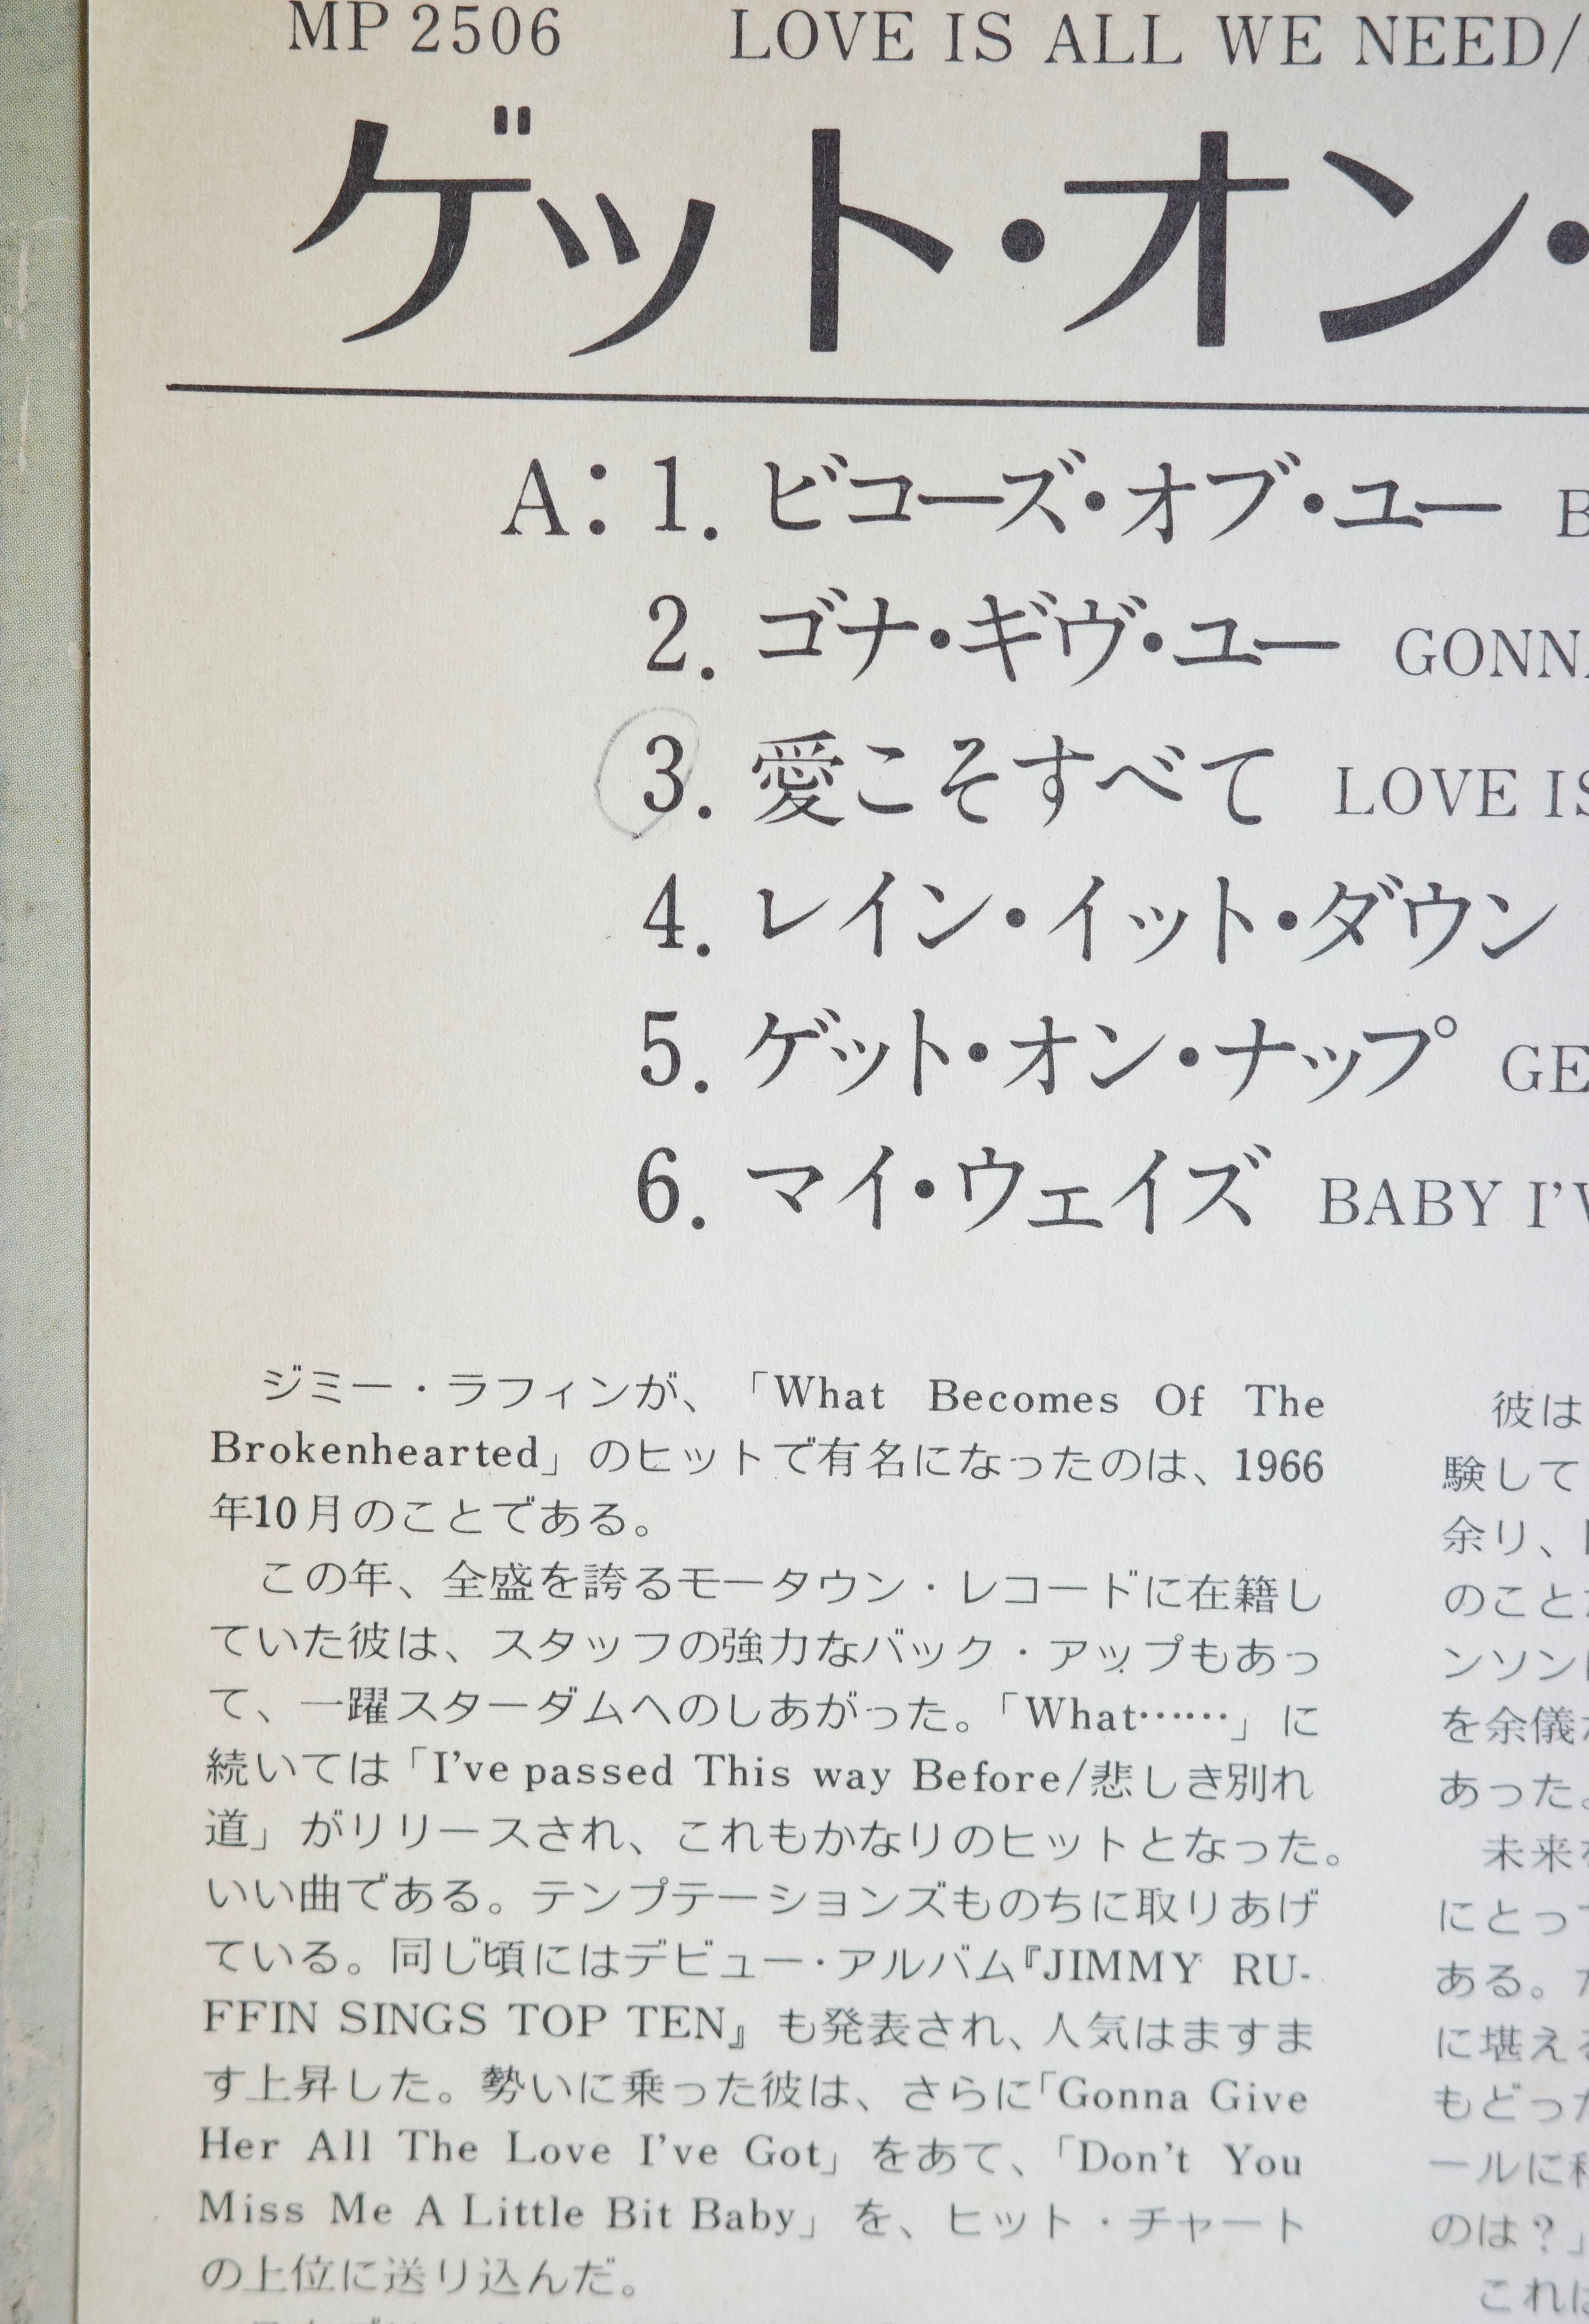 MP 2506 LOVE IS ALL WE NEED/
ゲット・オン・
A: 1. ビコーズ・オブ・ユー B
2. ゴナ・ギヴ・ユー GONN
3. 愛こそすべて LOVE IS
4. レイン・イット・ダウン
5. ゲット・オン・ナップ GE
6. マイ・ウェイズ BABY I'V
ジミー・ラフィンが、「What Becomes Of The
Brokenhearted」のヒットで有名になったのは、1966
年10月のことである。
この年、全盛を誇るモータウン・レコードに在籍し
ていた彼は、スタッフの強力なバック・アップもあっ
て、一躍スターダムへのしあがった。「What……」に
続いては「I've passed This way Before/悲しき別れ
道」がリリースされ、これもかなりのヒットとなった。
いい曲である。テンプテーションズものちに取りあげ
ている。同じ頃にはデビュー・アルバム『JIMMY RU-
FFIN SINGS TOP TEN』も発表され、人気はますま
す上昇した。勢いに乗った彼は、さらに「Gonna Give
Her All The Love I've Got」をあて、「Don't You
Miss Me A Little Bit Baby」を、ヒット・チャート
の上位に送り込んだ。
彼は
験して
余り、
のこと
ンソン
を余儀
あった。
未来
にとっ
ある。
に堪え
もどった
ールに
のは？」
これは